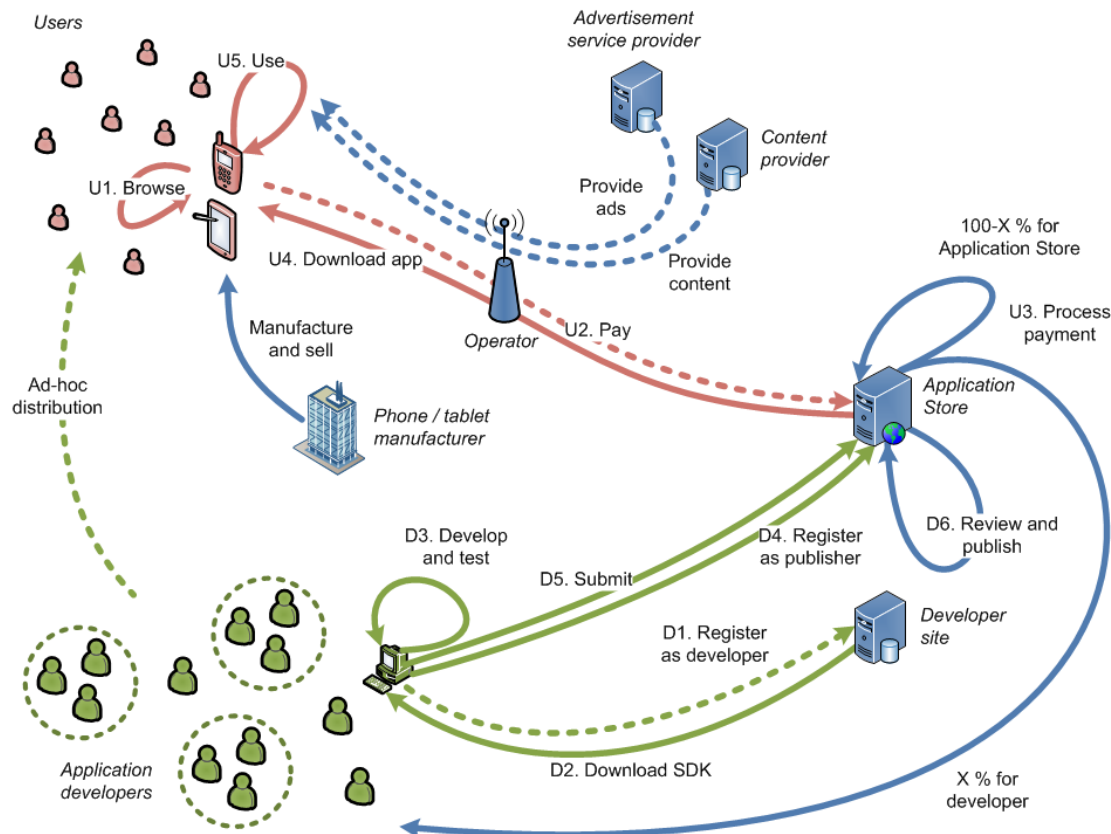 Users
Advertisement
service provider
U5. Use
Content
provider
U1. Browse
Provide
ads
100-X % for
Application Store
U4. Download app
Provide
content
U3. Process
payment
Manufacture
and sell
Operator
U2. Pay
Ad-hoc
distribution
Application
Store
Phone / tablet
manufacturer
D3. Develop
and test
D4. Register
as publisher
D6. Review and
publish
D5. Submit
D1. Register
as developer
Developer
site
Application
developers
D2. Download SDK
X % for
developer